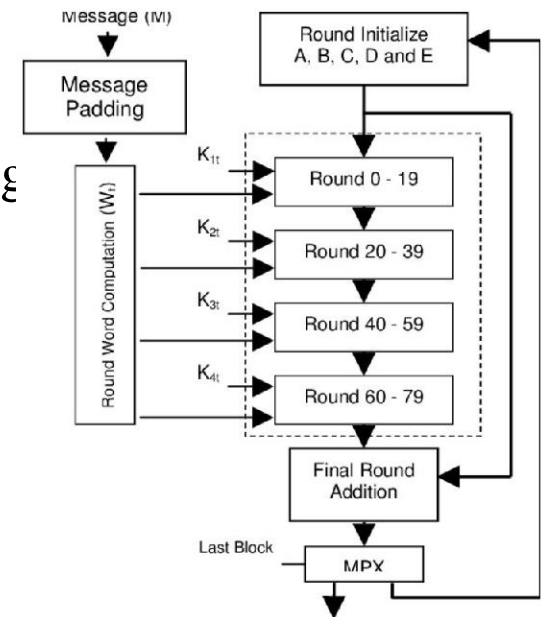 Message (M)
Round Initialize
A, B, C, D and E
Message
Padding
g
K1t
Round 0 - 19
Round Word Computation (Wt)
K2t
Round 20 - 39
K3t
Round 40 - 59
K4t
Round 60 - 79
Final Round
Addition
Last Block
MPX